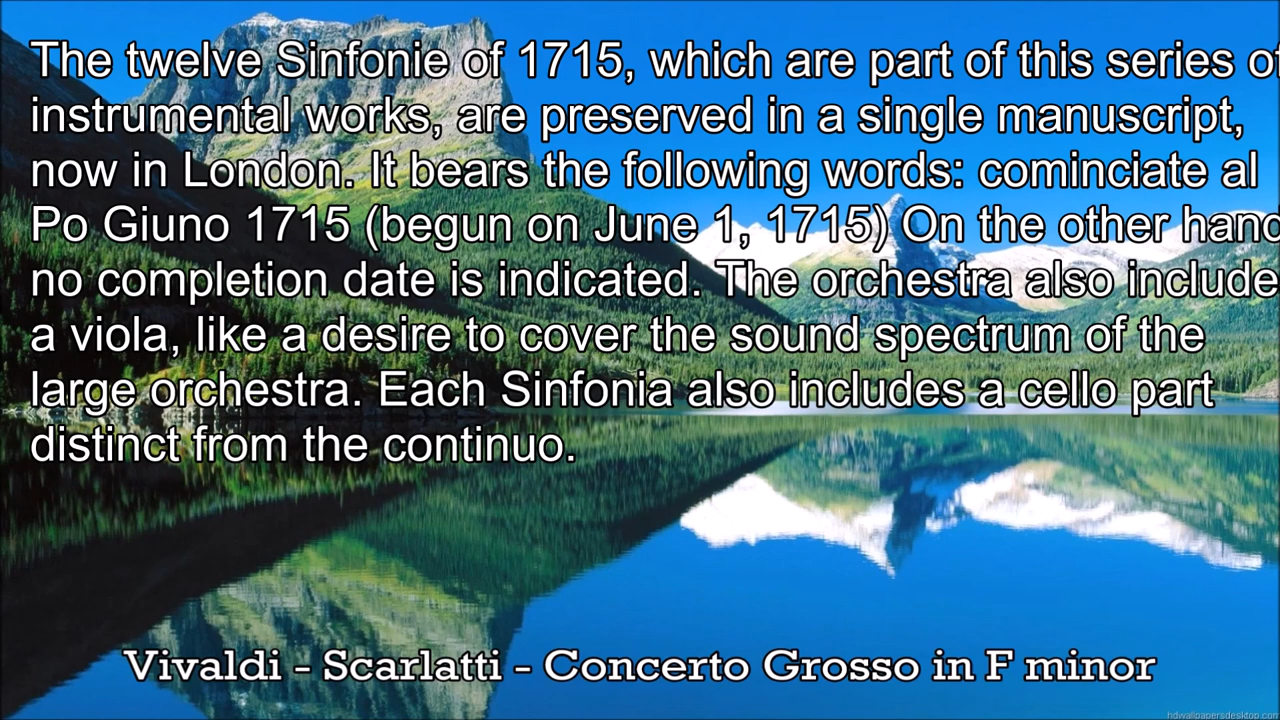 The twelve Sinfonie of 1715, which are part of this series of
instrumental works, are preserved in a single manuscript,
now in London. It bears the following words: cominciate al
Po Giuno 1715 (begun on June 1, 1715) On the other hand
no completion date is indicated. The orchestra also include
a viola, like a desire to cover the sound spectrum of the
large orchestra. Each Sinfonia also includes a cello part
distinct from the continuo.
Vivaldi - Scarlatti - Concerto Grosso in F minor
hdwallpapersdesktop.com